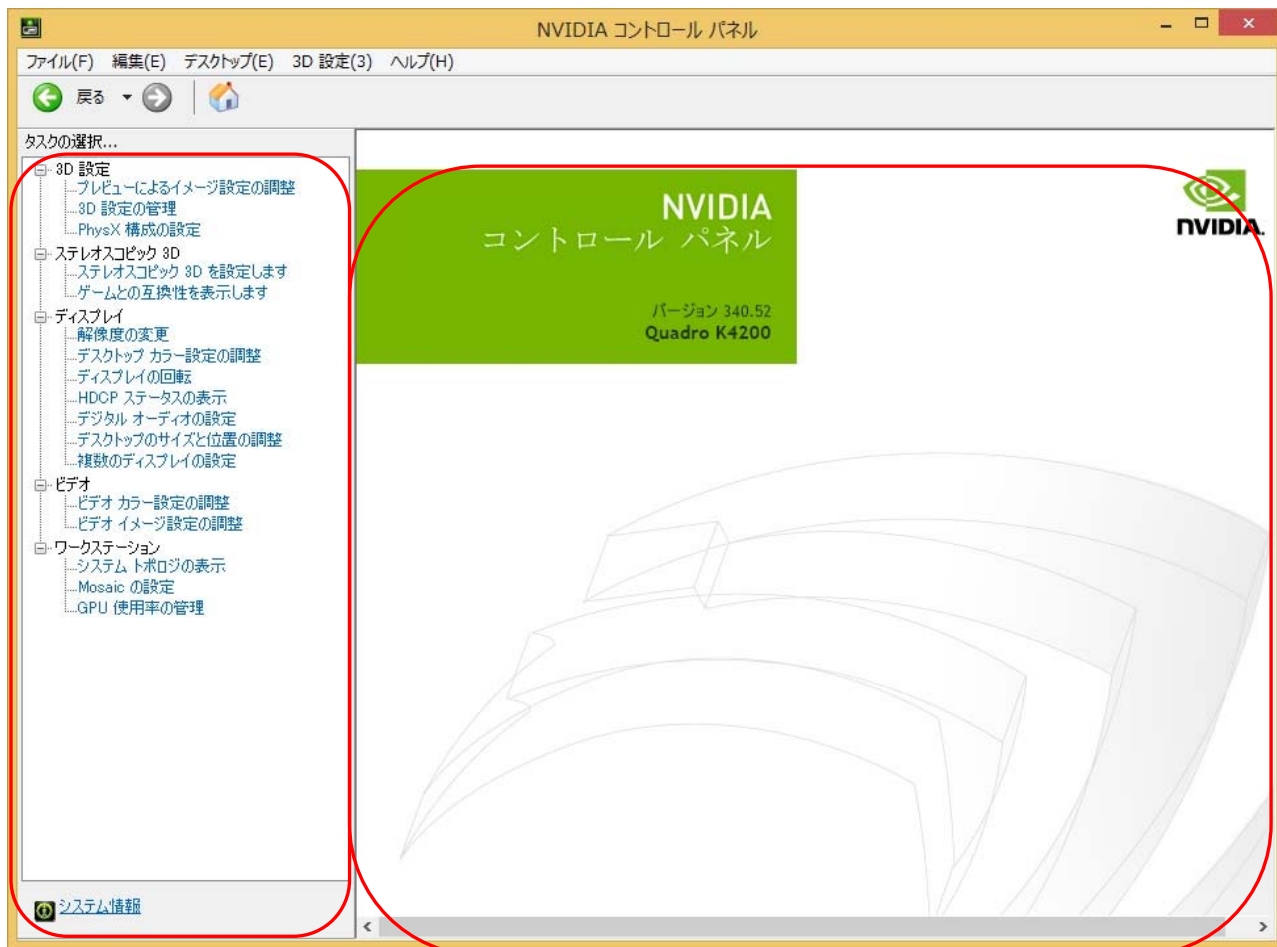 NVIDIA コントロール パネル
ファイル(F) 編集(E) デスクトップ(E) 3D 設定(3) ヘルプ(H)
戻る
タスクの選択...
3D 設定
プレビューによるイメージ設定の調整
3D 設定の管理
PhysX 構成の設定
ステレオスコピック 3D
ステレオスコピック 3D を設定します
ゲームとの互換性を表示します
ディスプレイ
解像度の変更
デスクトップ カラー設定の調整
ディスプレイの回転
HDCP ステータスの表示
デジタル オーディオの設定
デスクトップのサイズと位置の調整
複数のディスプレイの設定
ビデオ
ビデオ カラー設定の調整
ビデオ イメージ設定の調整
ワークステーション
システム トポロジの表示
Mosaic の設定
GPU 使用率の管理
システム情報
NVIDIA
コントロール パネル
バージョン 340.52
Quadro K4200
NVIDIA.